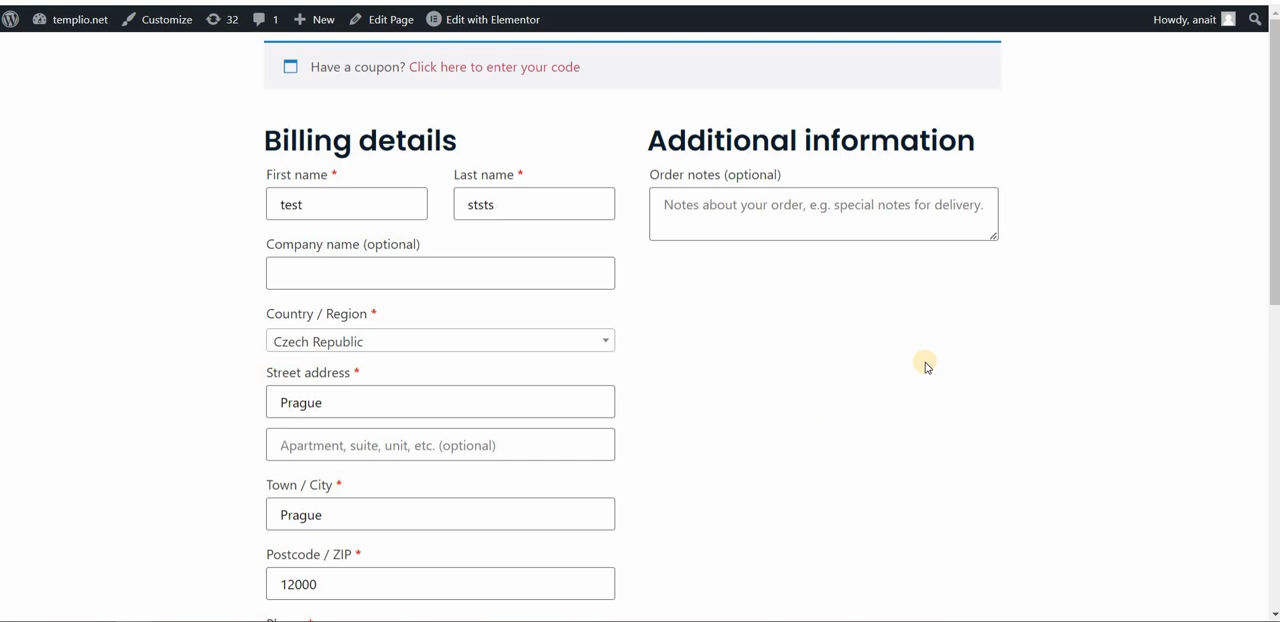 templio.net Customize 32 1 New Edit Page Edit with Elementor Howdy, anait
Have a coupon? Click here to enter your code
Billing details
First name *
Last name *
test
ststs
Company name (optional)
Country / Region *
Czech Republic
Street address *
Prague
Apartment, suite, unit, etc. (optional)
Town / City *
Prague
Postcode / ZIP *
12000
Additional information
Order notes (optional)
Notes about your order, e.g. special notes for delivery.